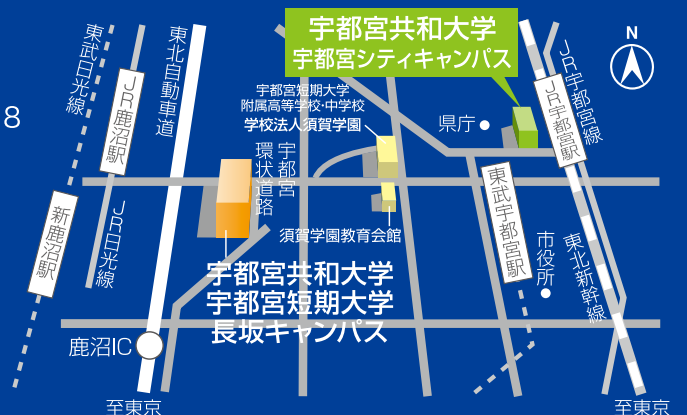 宇都宮共和大学
宇都宮シティキャンパス
N
東武日光線
JR鹿沼駅
東北自動車道
宇都宮短期大学
附属高等学校・中学校
学校法人須賀学園
県庁
JR宇都宮線
JR宇都宮駅
8
宇都宮
環状道路
新鹿沼駅
JR日光線
東武宇都宮駅
須賀学園教育会館
市役所
東北新幹線
宇都宮共和大学
宇都宮短期大学
長坂キャンパス
鹿沼IC
至東京
至東京